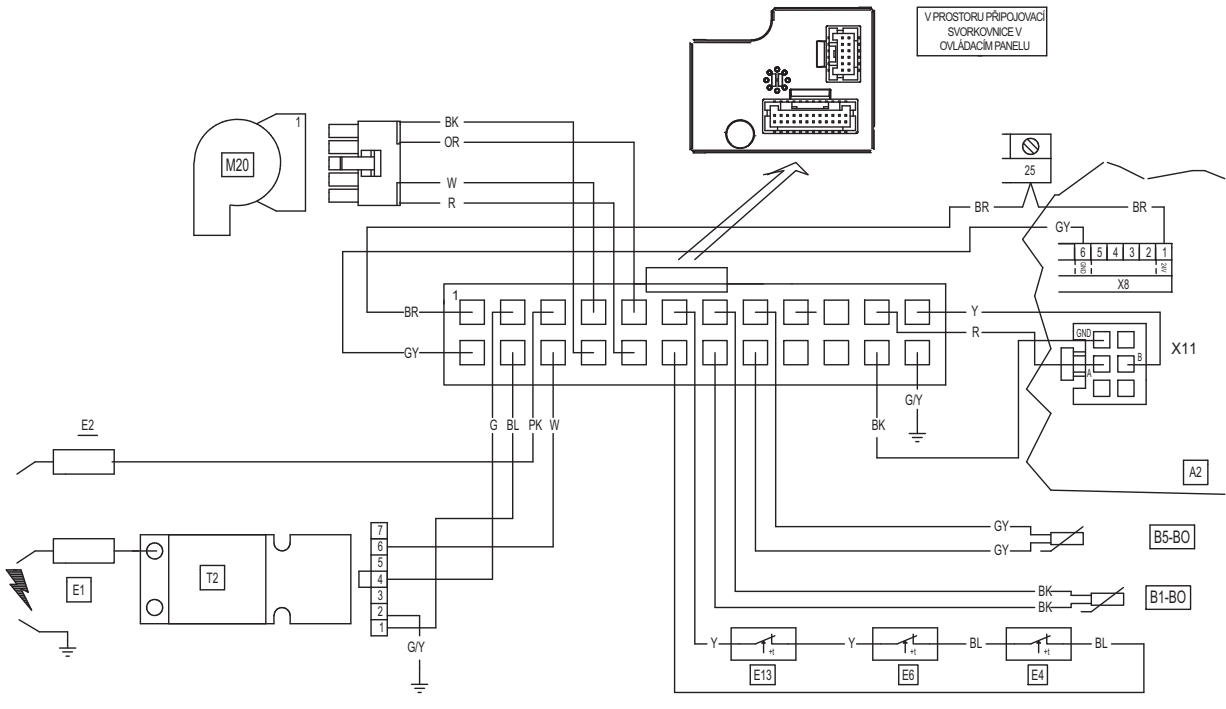 V PROSTORU PŘIPOJOVACÍ
SVORKOVNICE V
OVLÁDACÍM PANELU
M20
1
BK
OR
W
R
25
BR
BR
GY
6 5 4 3 2 1
GND
24V
X8
1
BR
GY
Y
R
GND
B
A
X11
G/Y
BK
G BL PK W
E2
A2
7
6
5
4
3
2
1
E1
T2
G/Y
GY
GY
B5-BO
BK
BK
B1-BO
Y
+t
Y
+t
BL
+t
BL
E13
E6
E4